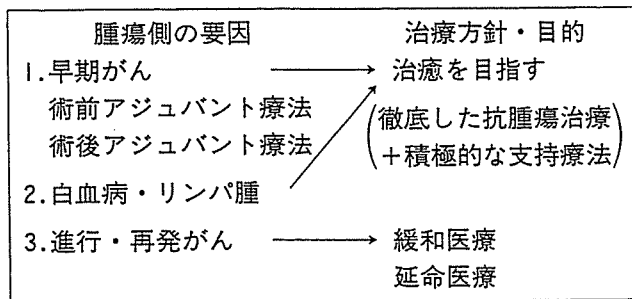 腫瘍側の要因　治療方針・目的
1.早期がん → 治癒を目指す
術前アジュバント療法 (徹底した抗腫瘍治療
術後アジュバント療法 +積極的な支持療法)
2.白血病・リンパ腫
3.進行・再発がん → 緩和医療
延命医療